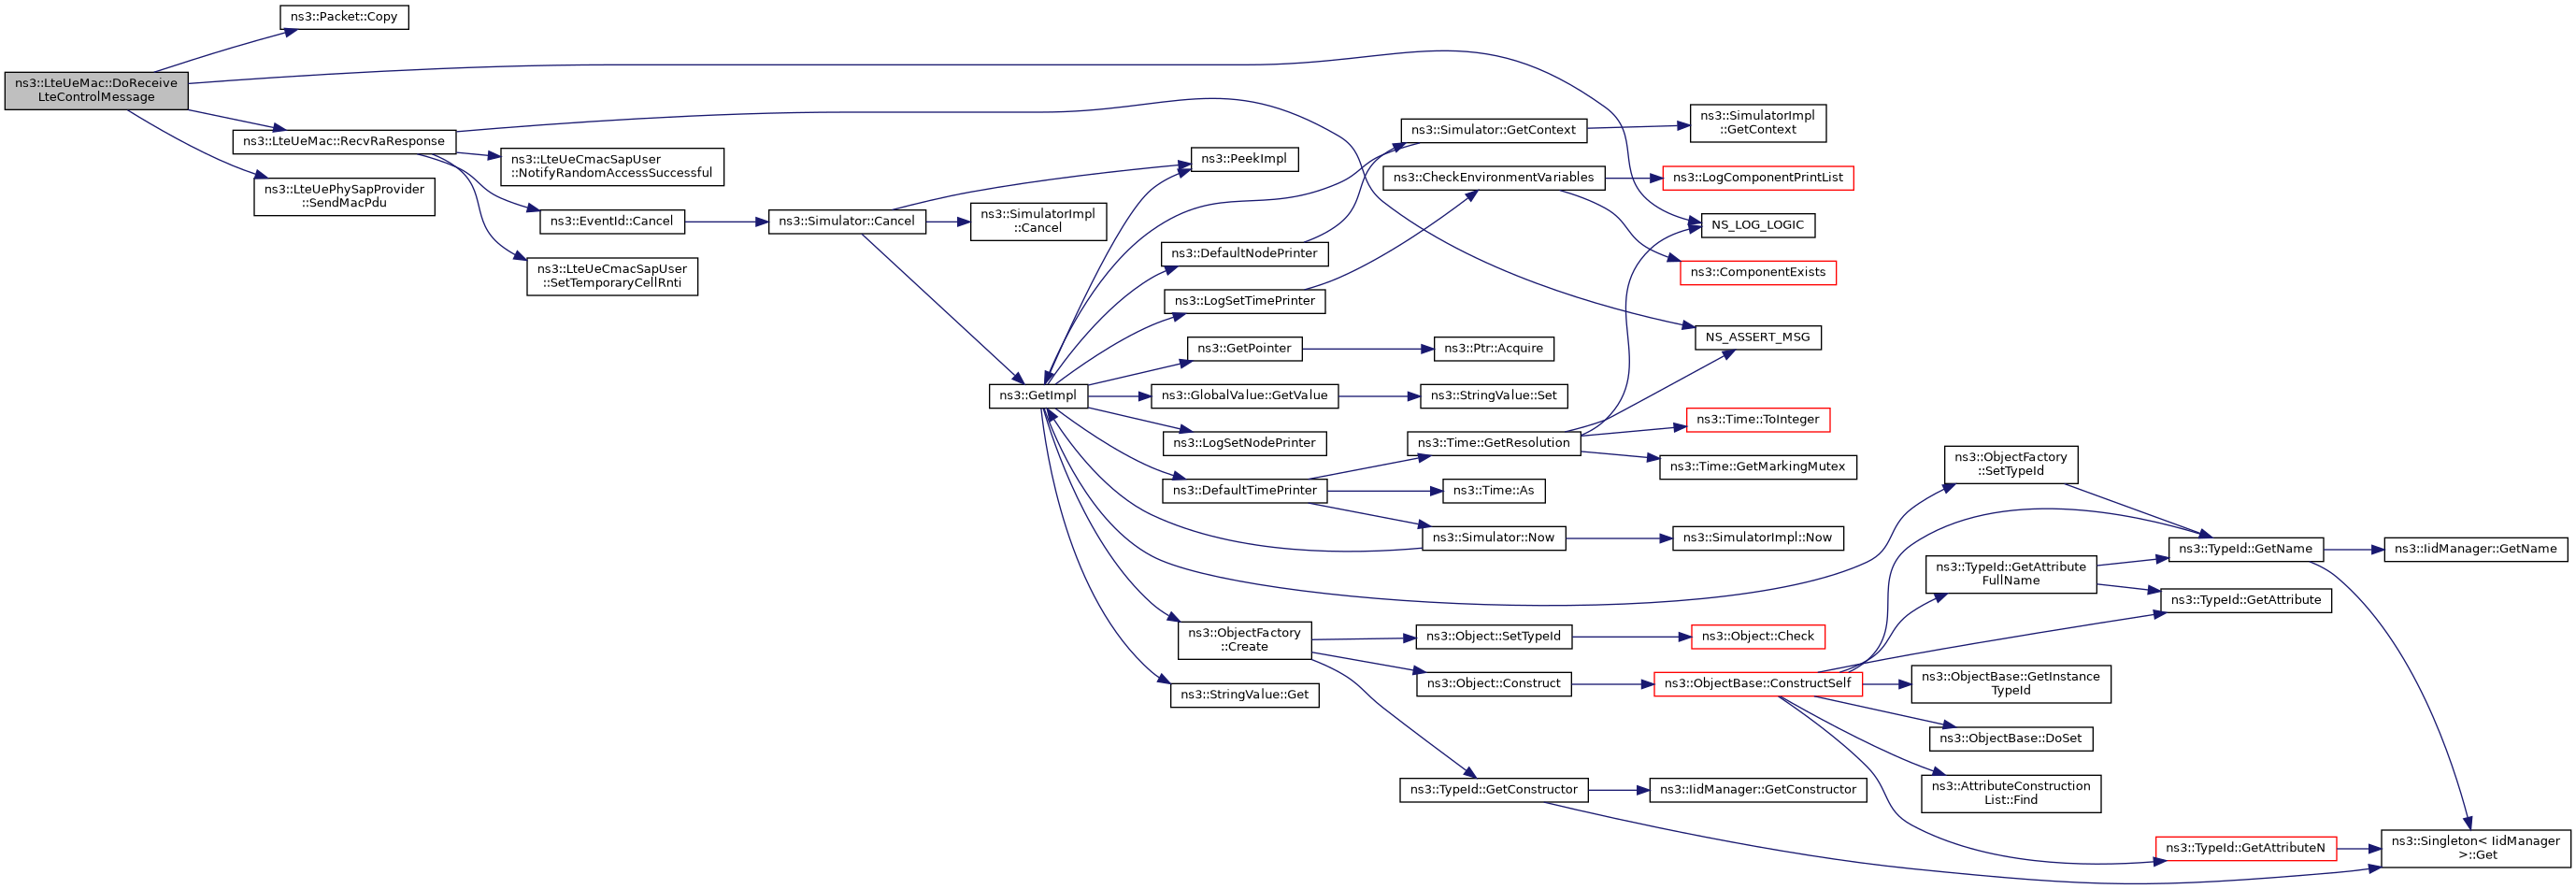 ns3::Packet::Copy
ns3::LteUeMac::DoReceive
LteControlMessage
ns3::LteUeMac::RecvRaResponse
ns3::LteUePhySapProvider
::SendMacPdu
ns3::LteUeCmacSapUser
::NotifyRandomAccessSuccessful
ns3::EventId::Cancel
ns3::LteUeCmacSapUser
::SetTemporaryCellRnti
ns3::Simulator::Cancel
ns3::PeekImpl
ns3::SimulatorImpl
::Cancel
ns3::GetImpl
ns3::DefaultNodePrinter
ns3::LogSetTimePrinter
ns3::GetPointer
ns3::GlobalValue::GetValue
ns3::LogSetNodePrinter
ns3::DefaultTimePrinter
ns3::ObjectFactory
::Create
ns3::StringValue::Get
ns3::Simulator::GetContext
ns3::CheckEnvironmentVariables
ns3::Ptr::Acquire
ns3::StringValue::Set
ns3::Time::GetResolution
ns3::Time::As
ns3::Simulator::Now
ns3::Object::SetTypeId
ns3::Object::Construct
ns3::TypeId::GetConstructor
ns3::SimulatorImpl
::GetContext
ns3::LogComponentPrintList
NS_LOG_LOGIC
ns3::ComponentExists
NS_ASSERT_MSG
ns3::Time::ToInteger
ns3::Time::GetMarkingMutex
ns3::SimulatorImpl::Now
ns3::Object::Check
ns3::ObjectBase::ConstructSelf
ns3::IidManager::GetConstructor
ns3::ObjectFactory
::SetTypeId
ns3::TypeId::GetAttribute
FullName
ns3::ObjectBase::GetInstance
TypeId
ns3::ObjectBase::DoSet
ns3::AttributeConstruction
List::Find
ns3::TypeId::GetName
ns3::TypeId::GetAttribute
ns3::TypeId::GetAttributeN
ns3::IidManager::GetName
ns3::Singleton< IidManager
>::Get